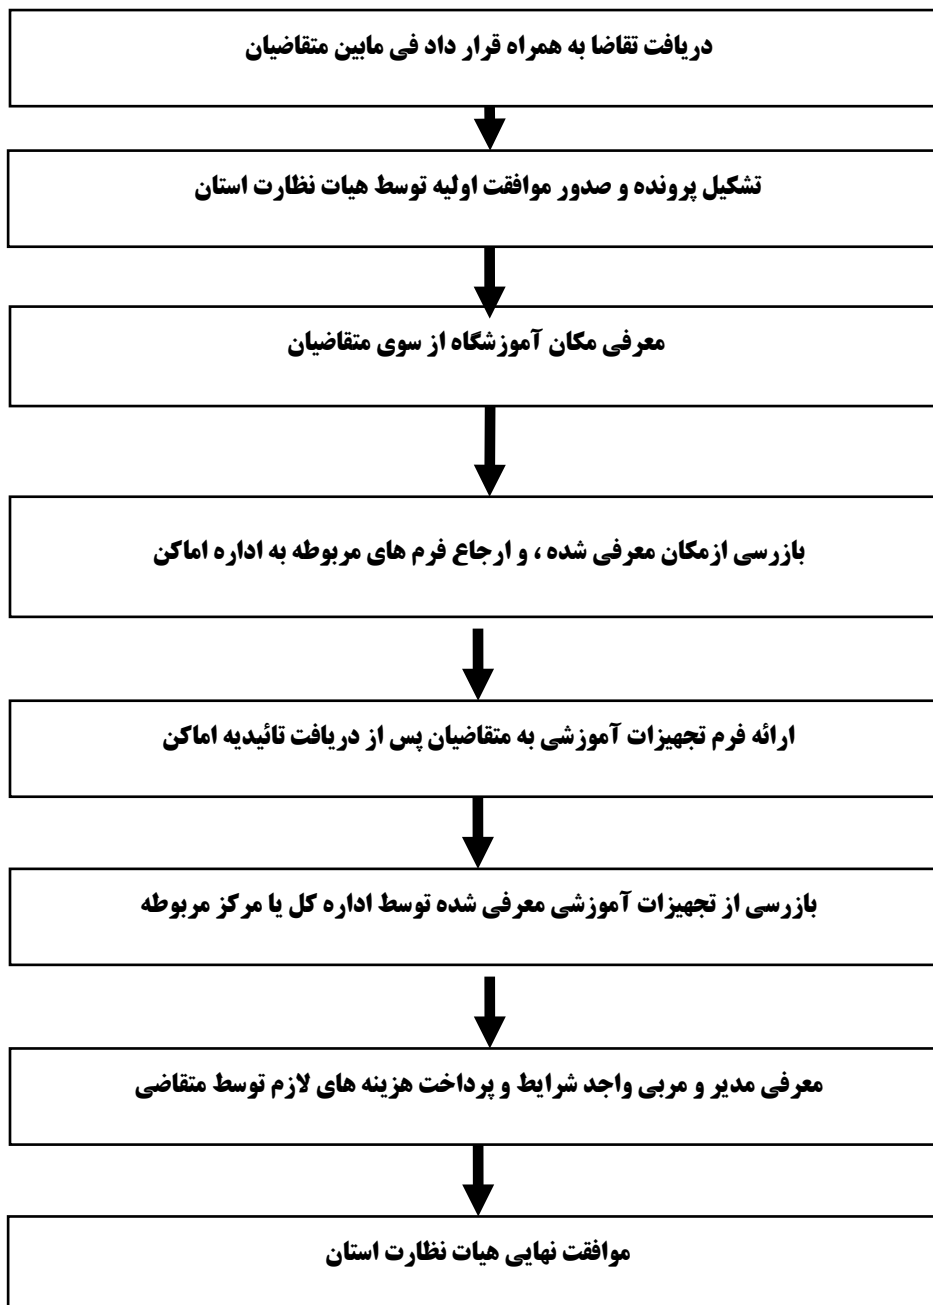 دریافت تقاضا به همراه قرار داد فی مابین متقاضیان
تشکیل پرونده و صدور موافقت اولیه توسط هیات نظارت استان
معرفی مکان آموزشگاه از سوی متقاضیان
بازرسی ازمکان معرفی شده ، و ارجاع فرم های مربوطه به اداره اماکن
ارائه فرم تجهیزات آموزشی به متقاضیان پس از دریافت تائیدیه اماکن
بازرسی از تجهیزات آموزشی معرفی شده توسط اداره کل یا مرکز مربوطه
معرفی مدیر و مربی واجد شرایط و پرداخت هزینه های لازم توسط متقاضی
موافقت نهایی هیات نظارت استان